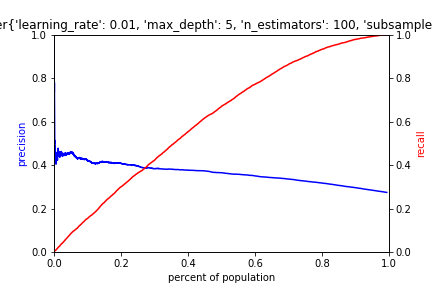 er{'learning_rate': 0.01, 'max_depth': 5, 'n_estimators': 100, 'subsample
1.0 1.0
0.8 0.8
precision recall
0.6 0.6
0.4 0.4
0.2 0.2
0.0 0.0
0.0 0.2 0.4 0.6 0.8 1.0
percent of population